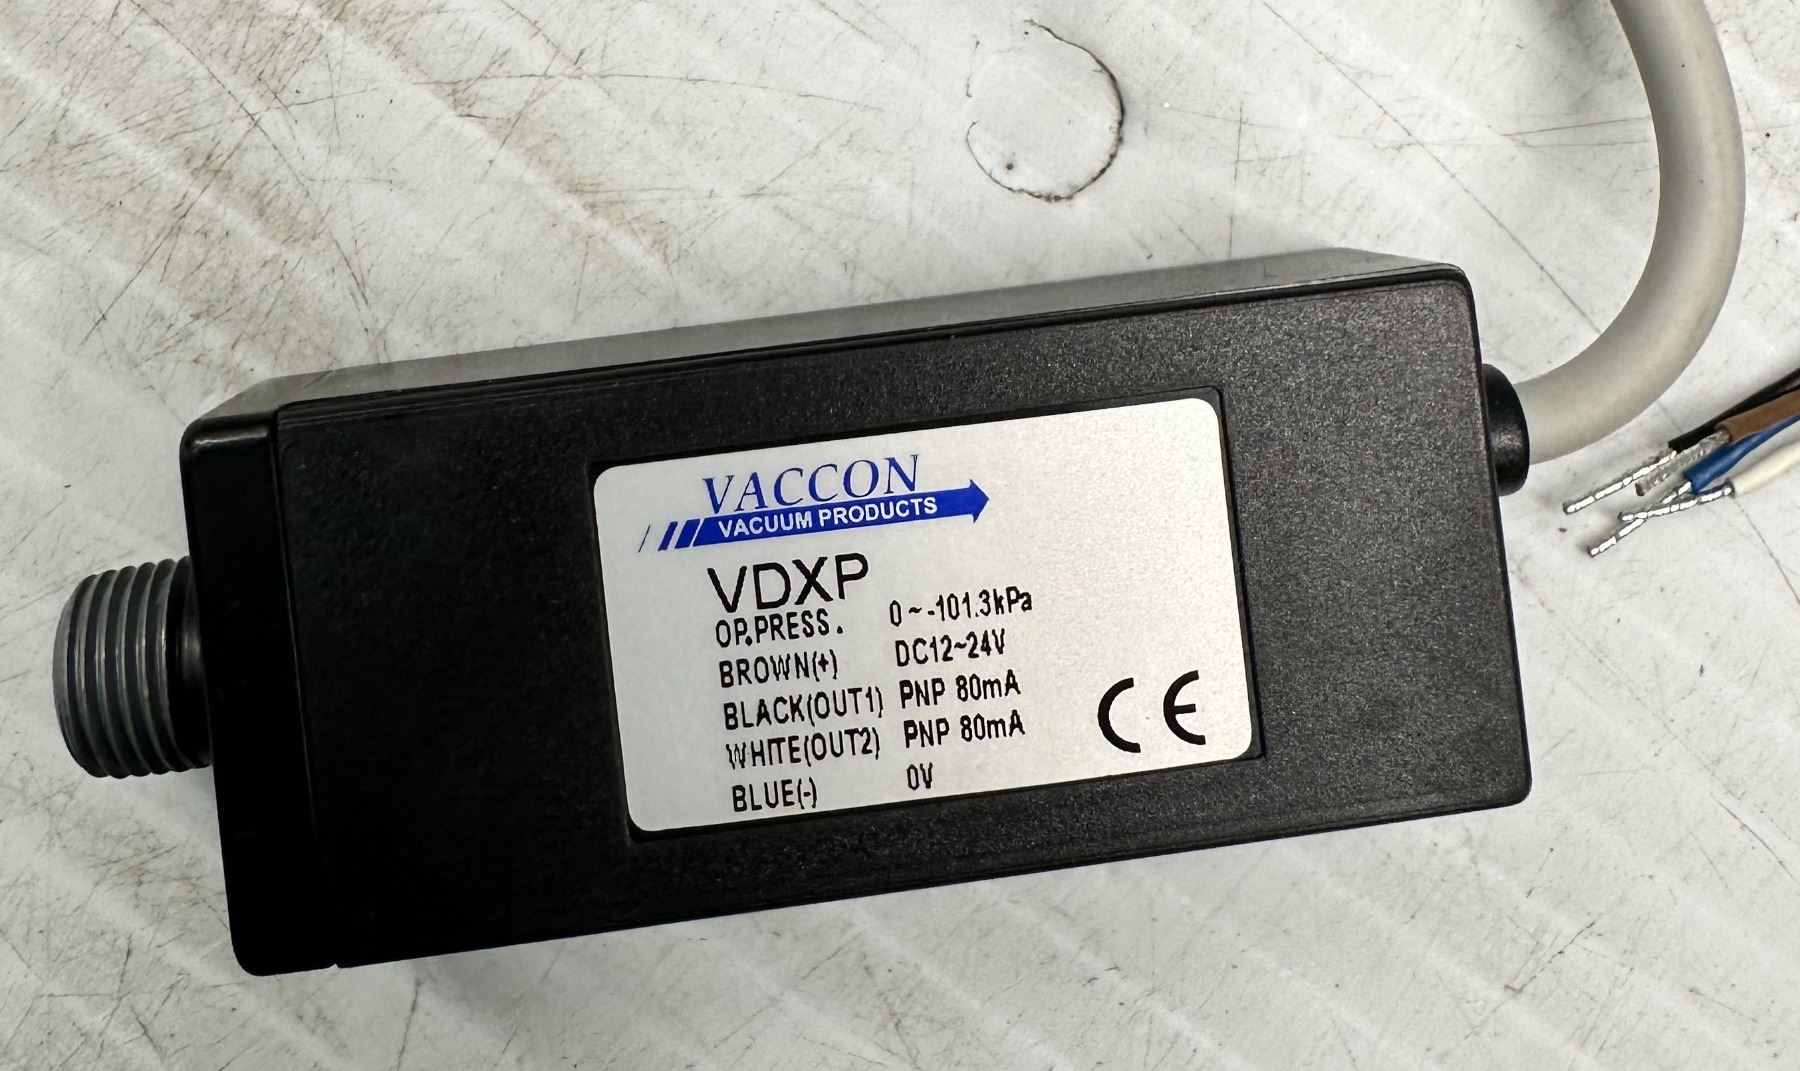 VACCON
VACUUM PRODUCTS
VDXP
OP.PRESS. 0~-101.3kPa
BROWN(+) DC12~24V
BLACK(OUT1) PNP 80mA
WHITE(OUT2) PNP 80mA
BLUE(-) 0V
CE